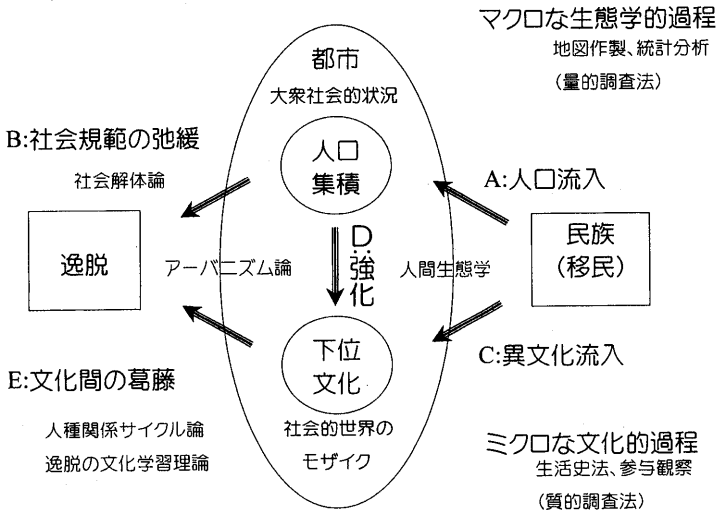 マクロな生態学的過程
地図作製、統計分析
(量的調査法)
都市
大衆社会的状況
人口
集積
B:社会規範の弛緩
社会解体論
A:人口流入
逸脱
アーバニズム論
D:強化
人間生態学
民族
(移民)
下位
文化
C:異文化流入
E:文化間の葛藤
人種関係サイクル論
逸脱の文化学習理論
社会的世界の
モザイク
ミクロな文化的過程
生活史法、参与観察
(質的調査法)